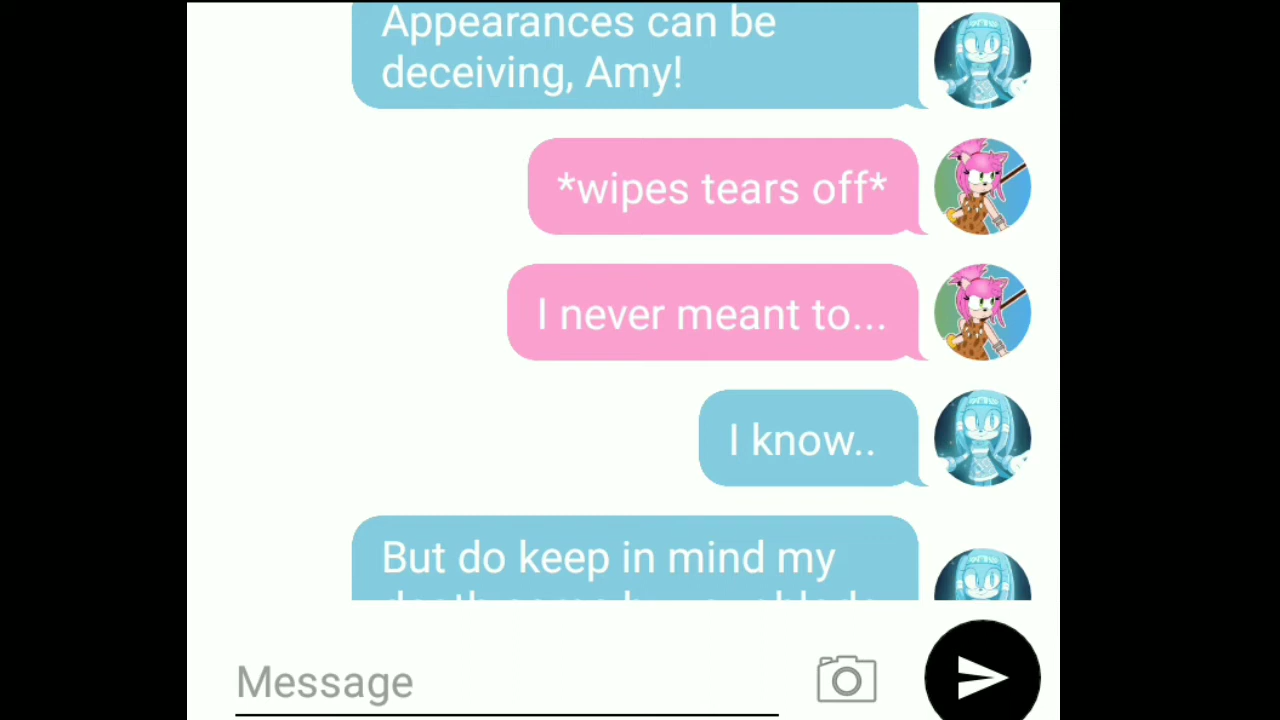 Appearances can be
deceiving, Amy!
*wipes tears off*
I never meant to...
I know..
But do keep in mind my
Message